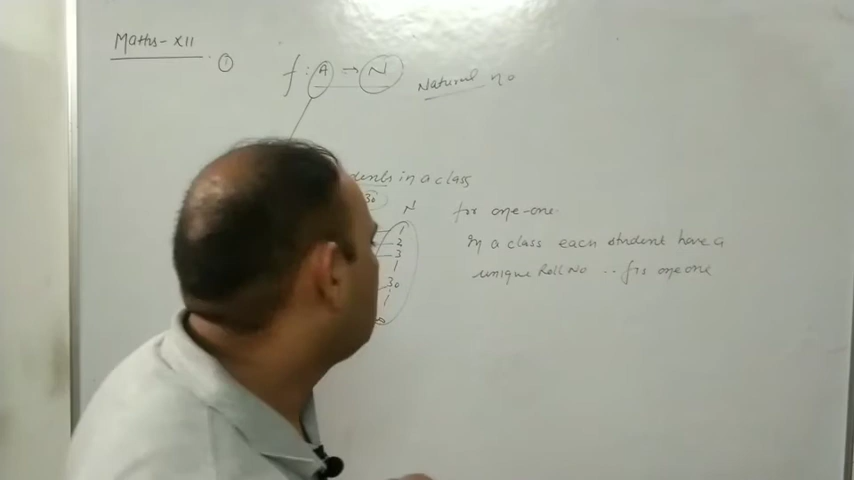 Maths-XII
①
f: A → N Natural no
dents in a class
30
N
for one-one.
1
2
In a class each student have a
3
unique Roll No .. f is one one
30